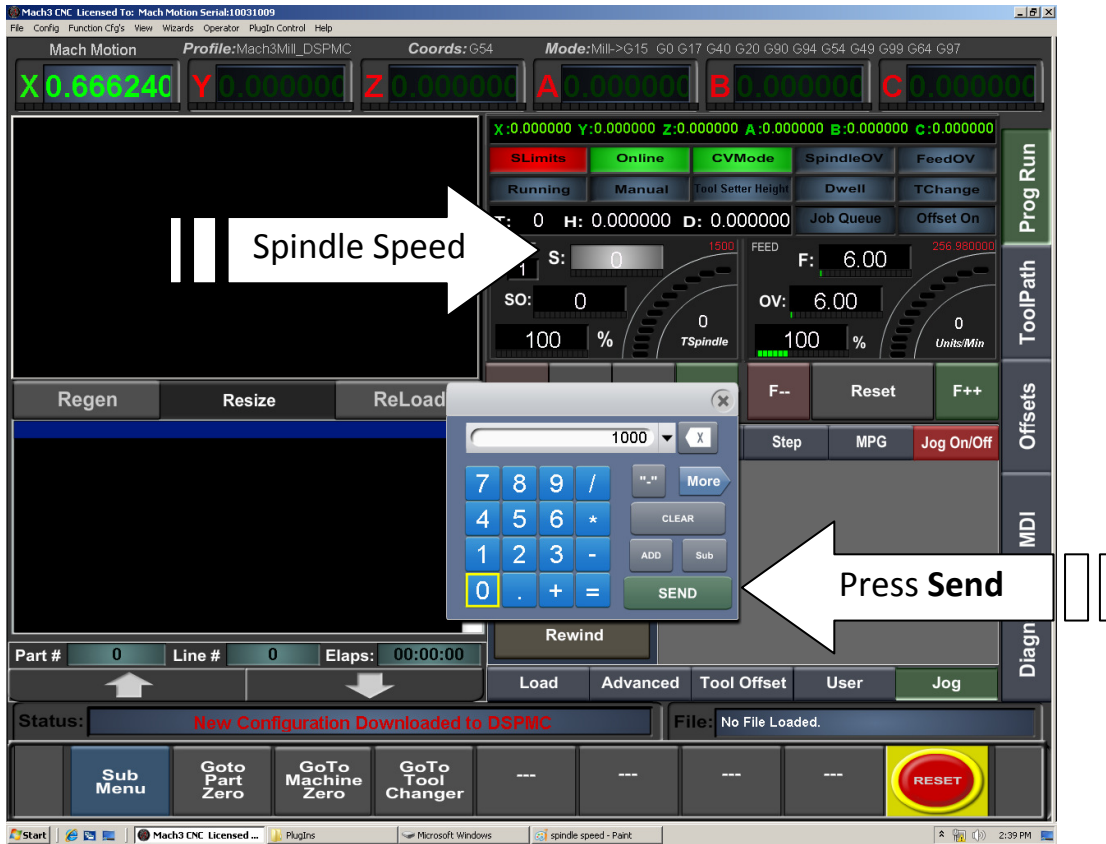 Mach3 CNC Licensed To: Mach Motion Serial:10031009
File Config Function Cfg's View Wizards Operator PlugIn Control Help
Mach Motion Profile:Mach3Mill_DSPMC Coords:G54 Mode:Mill->G15 G0 G17 G40 G20 G90 G94 G54 G49 G99 G64 G97
X 0.666240 Y 0.000000 Z 0.000000 A 0.000000 B 0.000000 C 0.000000
X:0.000000 Y:0.000000 Z:0.000000 A:0.000000 B:0.000000 C:0.000000
SLimits Online CVMode SpindleOV FeedOV
Running Manual Tool Setter Height Dwell TChange
T: 0 H: 0.000000 D: 0.000000 Job Queue Offset On
Spindle Speed
1 S: 0 1500 FEED F: 6.00 256.980000
SO: 0 0 OV: 6.00 0
100 % TSpindle 100 % Units/Min
Prog Run
ToolPath
Offsets
MDI
Diagn
Regen Resize ReLoad
F-- Reset F++
Step MPG Jog On/Off
1000 X
7 8 9 / "-" More
4 5 6 * CLEAR
1 2 3 - ADD Sub
0 . + = SEND
Press Send
Rewind
Part # 0 Line # 0 Elaps: 00:00:00
Load Advanced Tool Offset User Jog
Status: New Configuration Downloaded to DSPMC File: No File Loaded.
Sub Menu
Goto Part Zero
GoTo Machine Zero
GoTo Tool Changer
--- --- --- ---
RESET
Start Mach3 CNC Licensed ... PlugIns Microsoft Windows spindle speed - Paint 2:39 PM